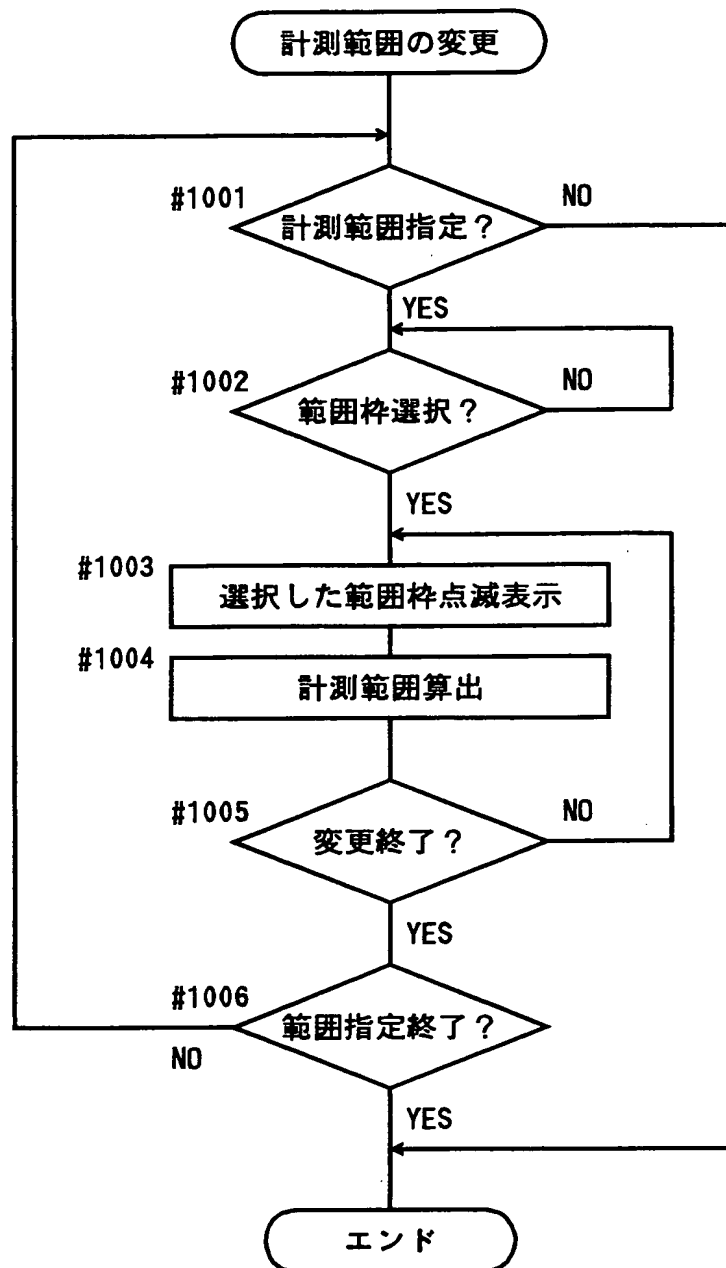 計測範囲の変更
#1001
NO
計測範囲指定?
YES
#1002
NO
範囲枠選択?
YES
#1003
選択した範囲枠点滅表示
#1004
計測範囲算出
#1005
NO
変更終了?
YES
#1006
範囲指定終了?
NO
YES
エンド